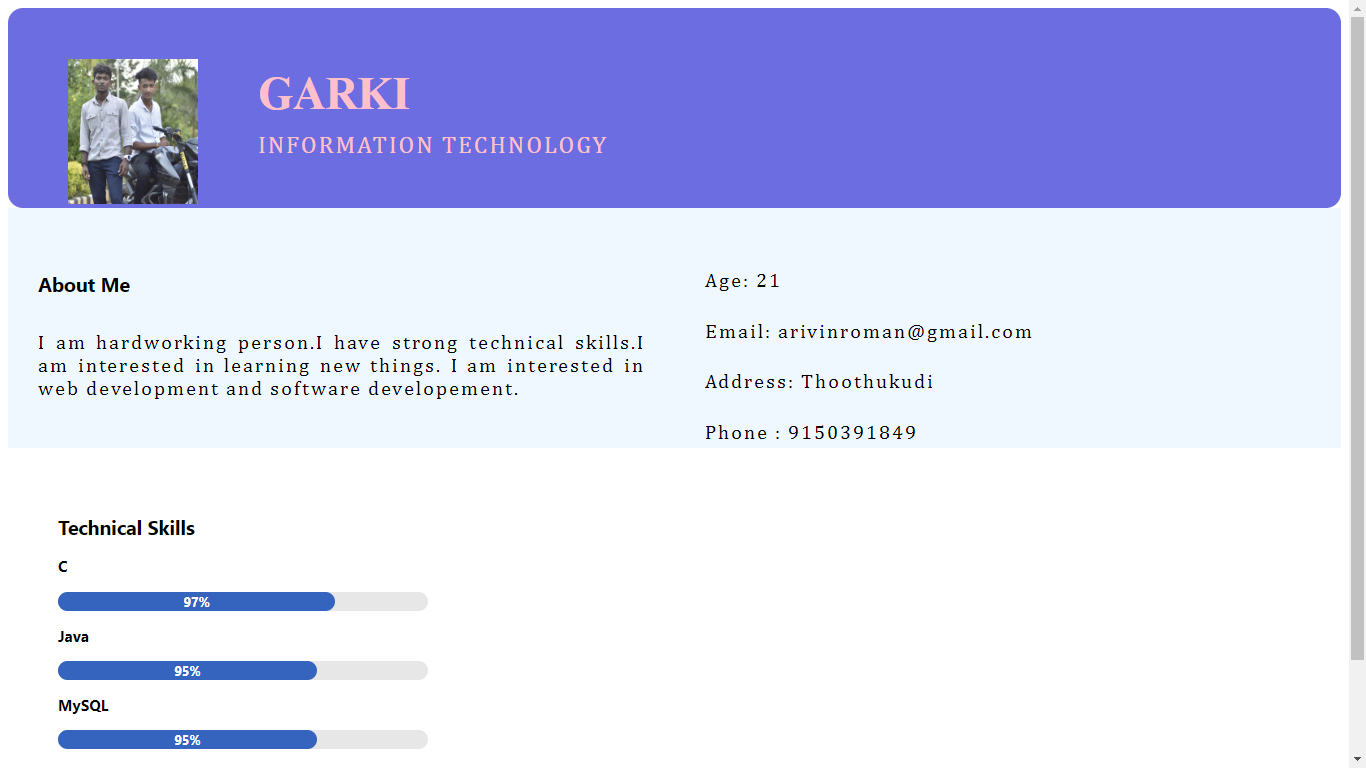 GARKI
INFORMATION TECHNOLOGY
About Me
I am hardworking person.I have strong technical skills.I
am interested in learning new things. I am interested in
web development and software developement.
Age: 21
Email: arivinroman@gmail.com
Address: Thoothukudi
Phone : 9150391849
Technical Skills
C
97%
Java
95%
MySQL
95%